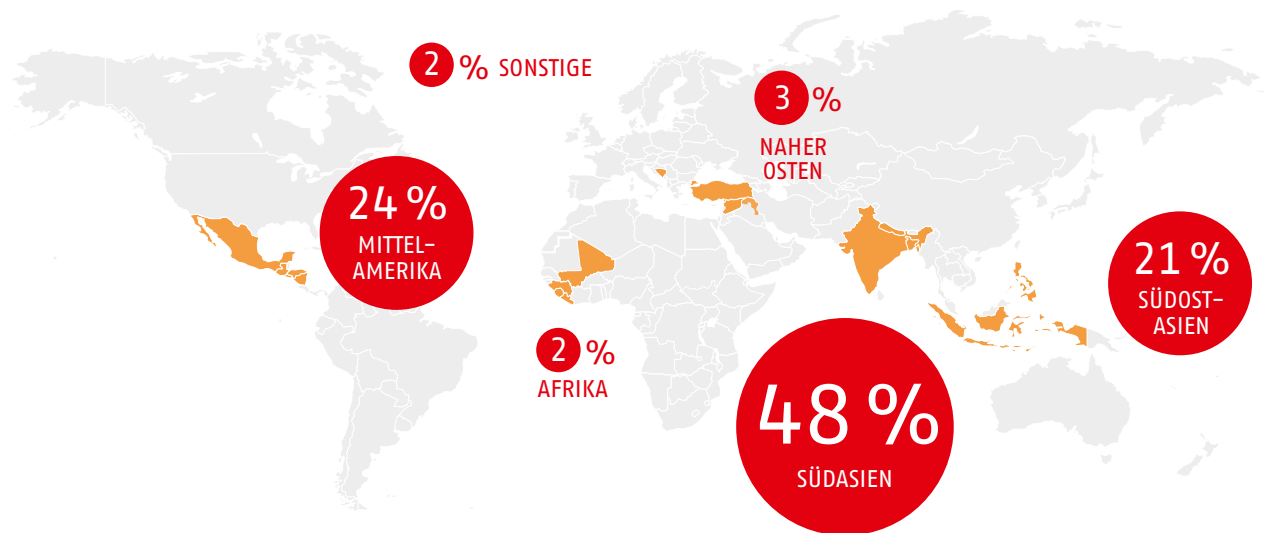 2 % SONSTIGE
3 %
NAHER
OSTEN
24 %
MITTEL-
AMERIKA
21 %
SÜDOST-
ASIEN
2 %
AFRIKA
48 %
SÜDASIEN